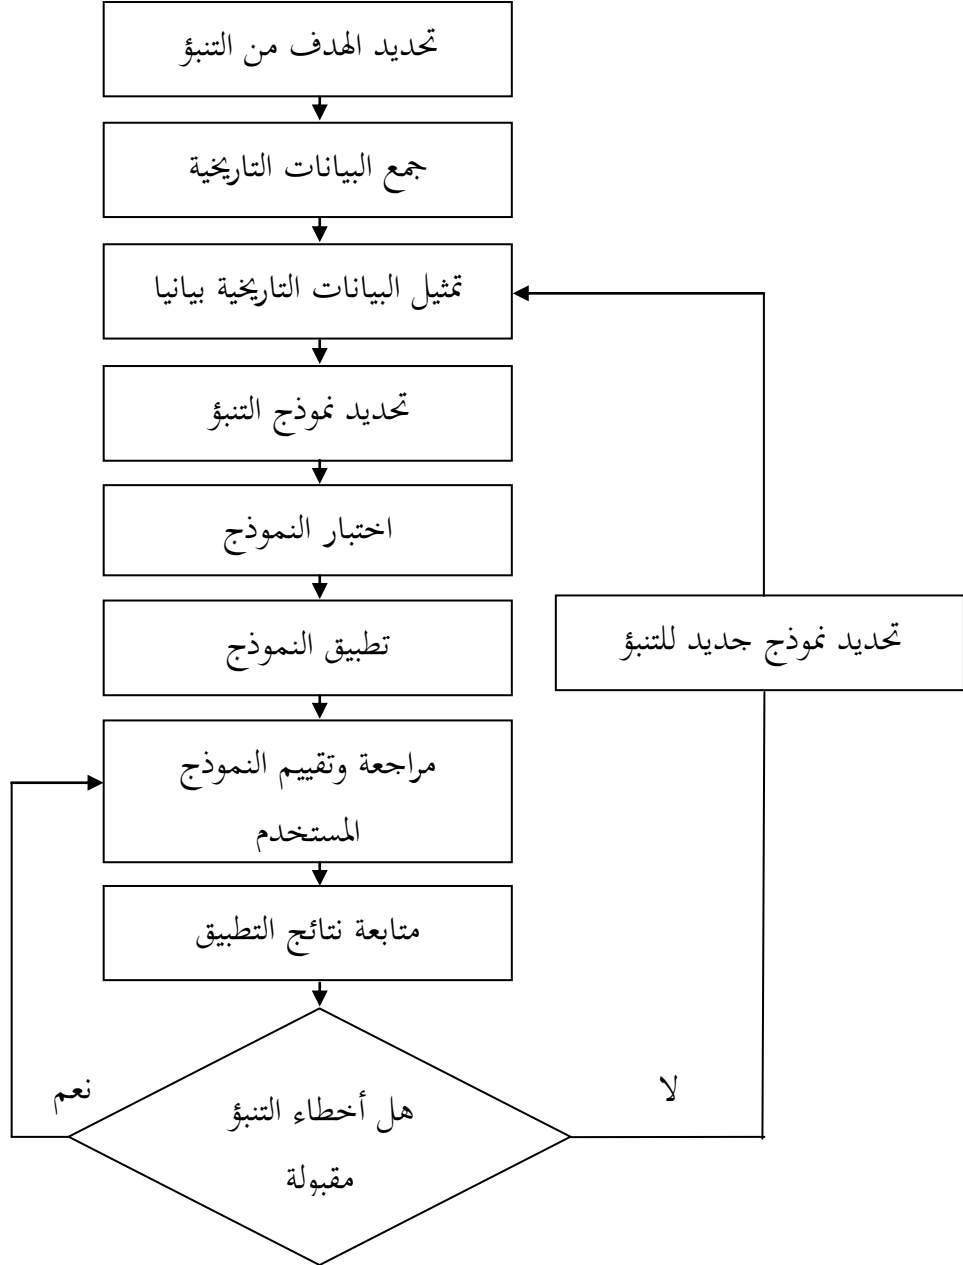 تحديد الهدف من التنبؤ
جمع البيانات التاريخية
تمثيل البيانات التاريخية بيانيا
تحديد نموذج التنبؤ
اختبار النموذج
تطبيق النموذج
تحديد نموذج جديد للتنبؤ
مراجعة وتقييم النموذج
المستخدم
متابعة نتائج التطبيق
لا
نعم
هل أخطاء التنبؤ
مقبولة